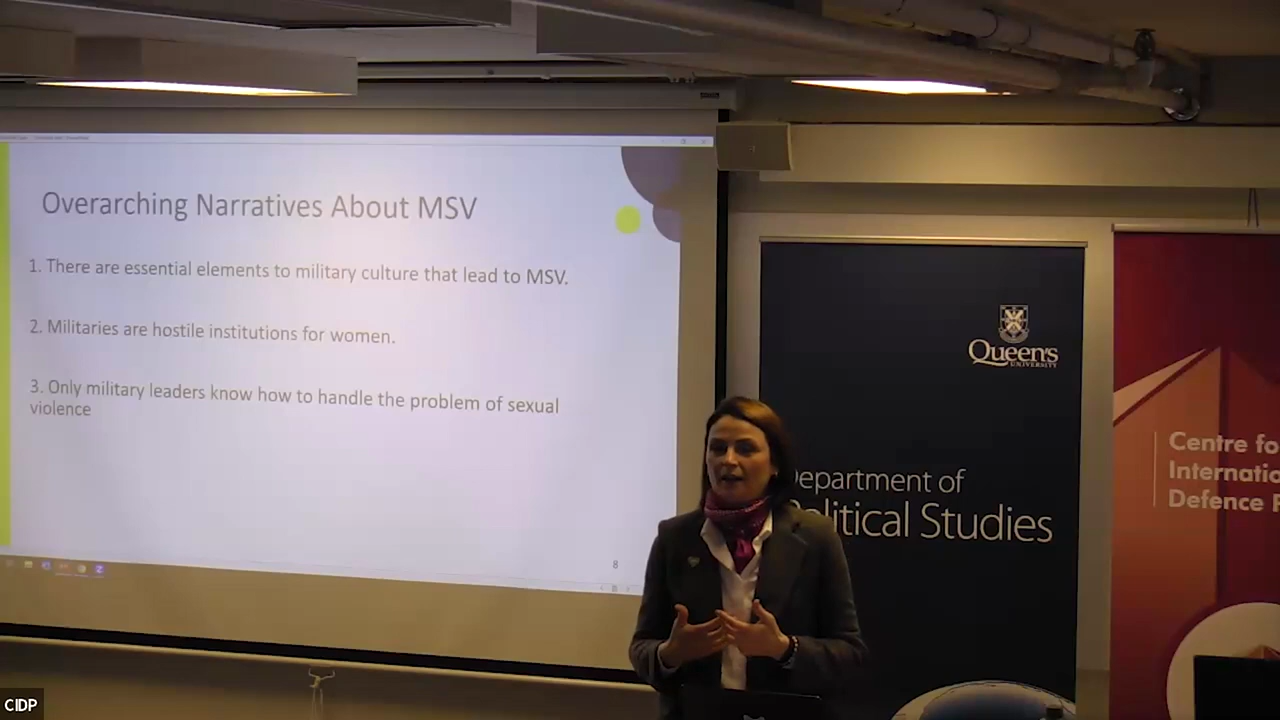 Overarching Narratives About MSV
1. There are essential elements to military culture that lead to MSV.
2. Militaries are hostile institutions for women.
3. Only military leaders know how to handle the problem of sexual
violence
8
Queen's
UNIVERSITY
epartment of
olitical Studies
Centre fo
Internatio
Defence P
CIDP